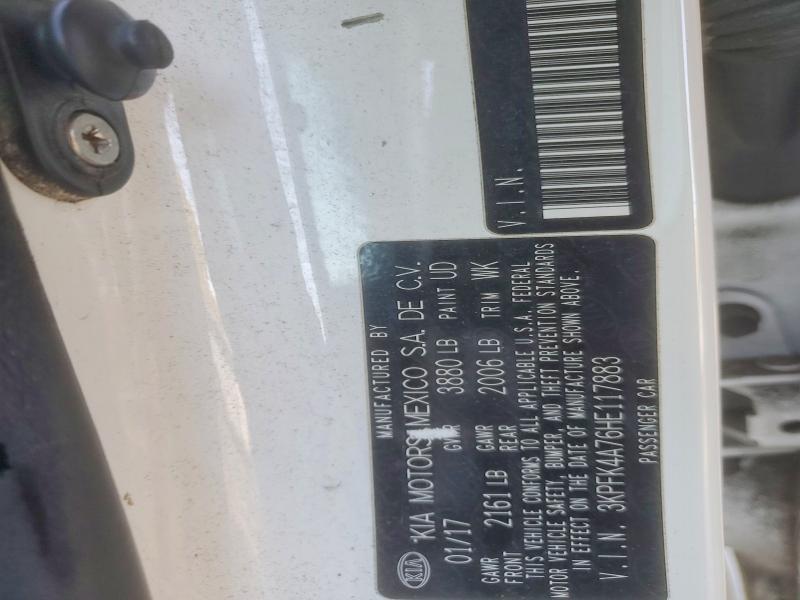 V.I.N.
MANUFACTURED BY
KIA *KIA MOTORS MEXICO S.A. DE C.V.
01/17 GVWR 3880 LB PAINT UD
GAWR FRONT 2161 LB GAWR REAR 2006 LB TRIM WK
THIS VEHICLE CONFORMS TO ALL APPLICABLE U.S.A. FEDERAL
MOTOR VEHICLE SAFETY, BUMPER, AND THEFT PREVENTION STANDARDS
IN EFFECT ON THE DATE OF MANUFACTURE SHOWN ABOVE.
V.I.N. 3KPFK4A76HE117883
PASSENGER CAR